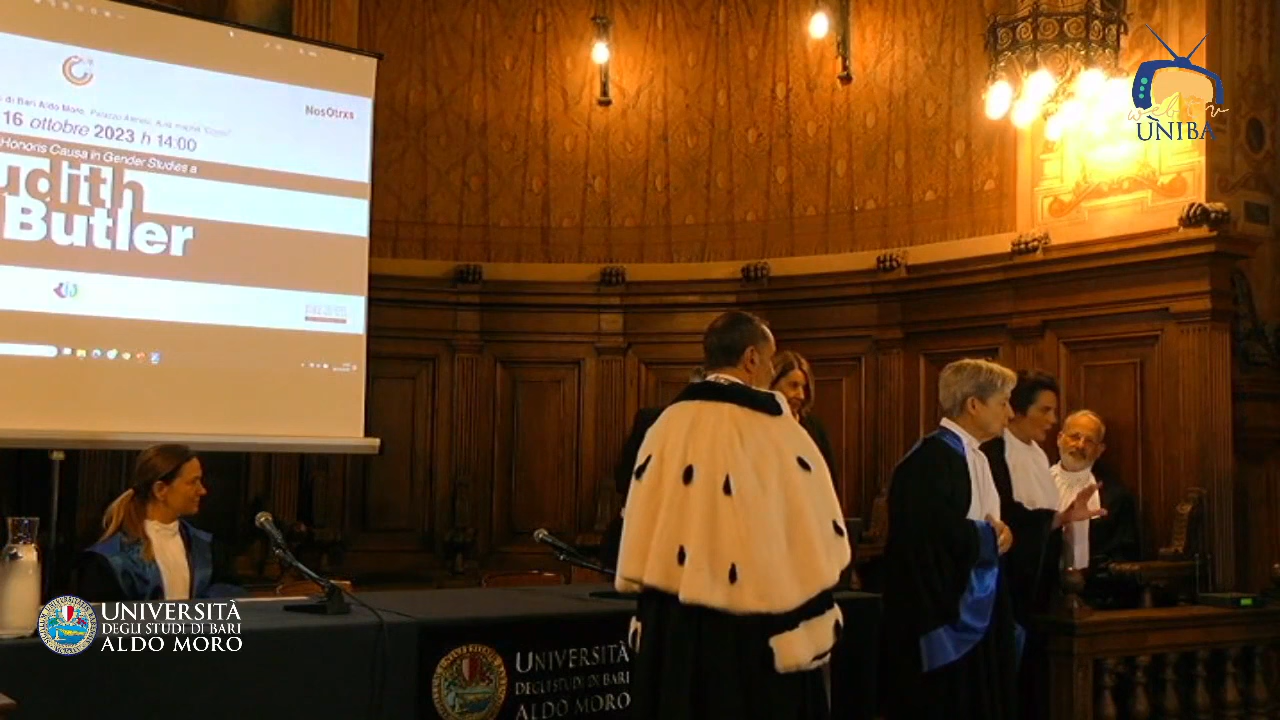 NosOtrxs
di Bari Aldo Moro, Palazzo Ateneo, Aula magna
16 ottobre 2023 h 14:00
Honoris Causa in Gender Studies a
udith
Butler
web tv
UNIBA
UNIVERSITÀ
DEGLI STUDI DI BARI
ALDO MORO
UNIVERSITÀ
DEGLI STUDI DI BARI
ALDO MORO